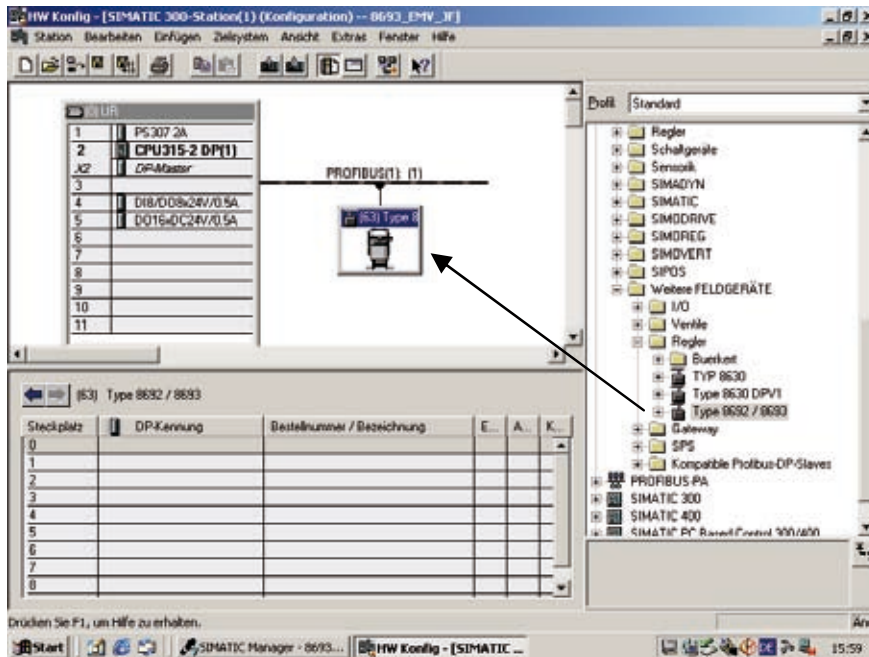 HW Konfig - [SIMATIC 300-Station(1) (Konfiguration) -- 8693_EMV_JF]
Station Bearbeiten Einfügen Zielsystem Ansicht Extras Fenster Hilfe
UR
1 PS307 2A
2 CPU315-2 DP(1)
X2 DP-Master
3
4 DI8/DO8x24V/0.5A
5 DO16xDC24V/0.5A
6
7
8
9
10
11
PROFIBUS(1): (1)
(63) Type 8
Profil: Standard
Regler
Schaltgeräte
Sensorik
SIMADYN
SIMATIC
SIMODRIVE
SIMOREG
SIMOVERT
SIPOS
Weitere FELDGERÄTE
I/O
Ventile
Regler
Buerkert
TYP 8630
Type 8630 DPV1
Type 8692 / 8693
Gateway
SPS
Kompatible Profibus-DP-Slaves
PROFIBUS-PA
SIMATIC 300
SIMATIC 400
SIMATIC PC Based Control 300/400
(63) Type 8692 / 8693
Steckplatz DP-Kennung Bestellnummer / Bezeichnung E... A... K...
0
1
2
3
4
5
6
7
8
Drücken Sie F1, um Hilfe zu erhalten.
Än
Start SIMATIC Manager - 8693... HW Konfig - [SIMATIC ... DE 15:59